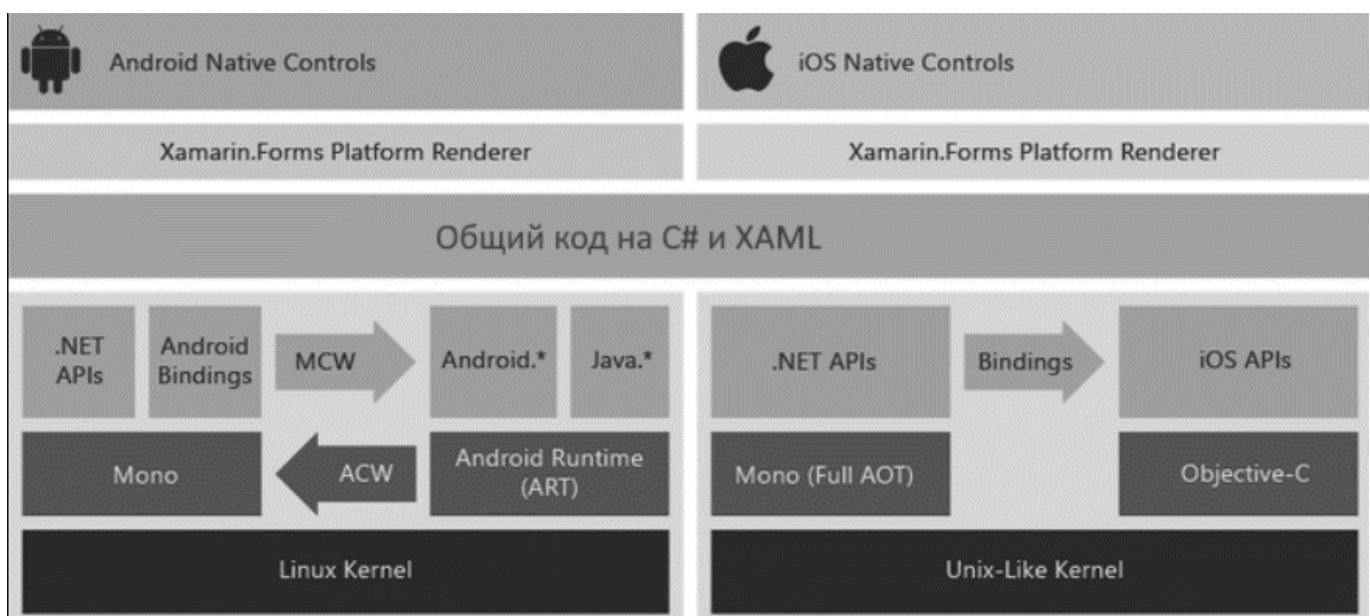 Android Native Controls
iOS Native Controls
Xamarin.Forms Platform Renderer
Xamarin.Forms Platform Renderer
Общий код на C# и XAML
.NET
APIs
Android
Bindings
MCW
Android.*
Java.*
Mono
ACW
Android Runtime
(ART)
Linux Kernel
.NET APIs
Bindings
iOS APIs
Mono (Full AOT)
Objective-C
Unix-Like Kernel